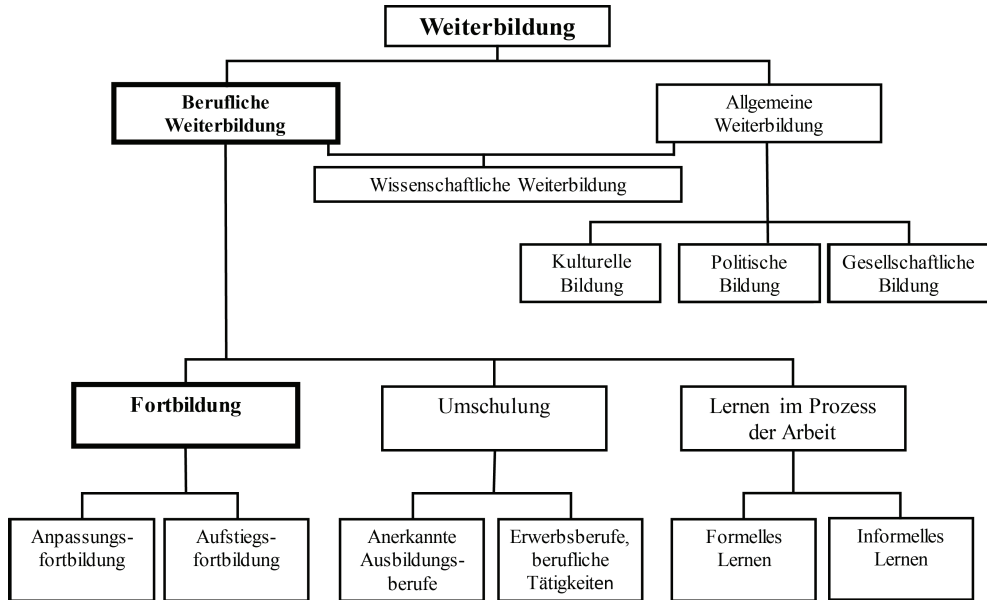 Weiterbildung
Berufliche
Weiterbildung
Allgemeine
Weiterbildung
Wissenschaftliche Weiterbildung
Kulturelle
Bildung
Politische
Bildung
Gesellschaftliche
Bildung
Fortbildung
Umschulung
Lernen im Prozess
der Arbeit
Anpassungs-
fortbildung
Aufstiegs-
fortbildung
Anerkannte
Ausbildungs-
berufe
Erwerbsberufe,
berufliche
Tätigkeiten
Formelles
Lernen
Informelles
Lernen